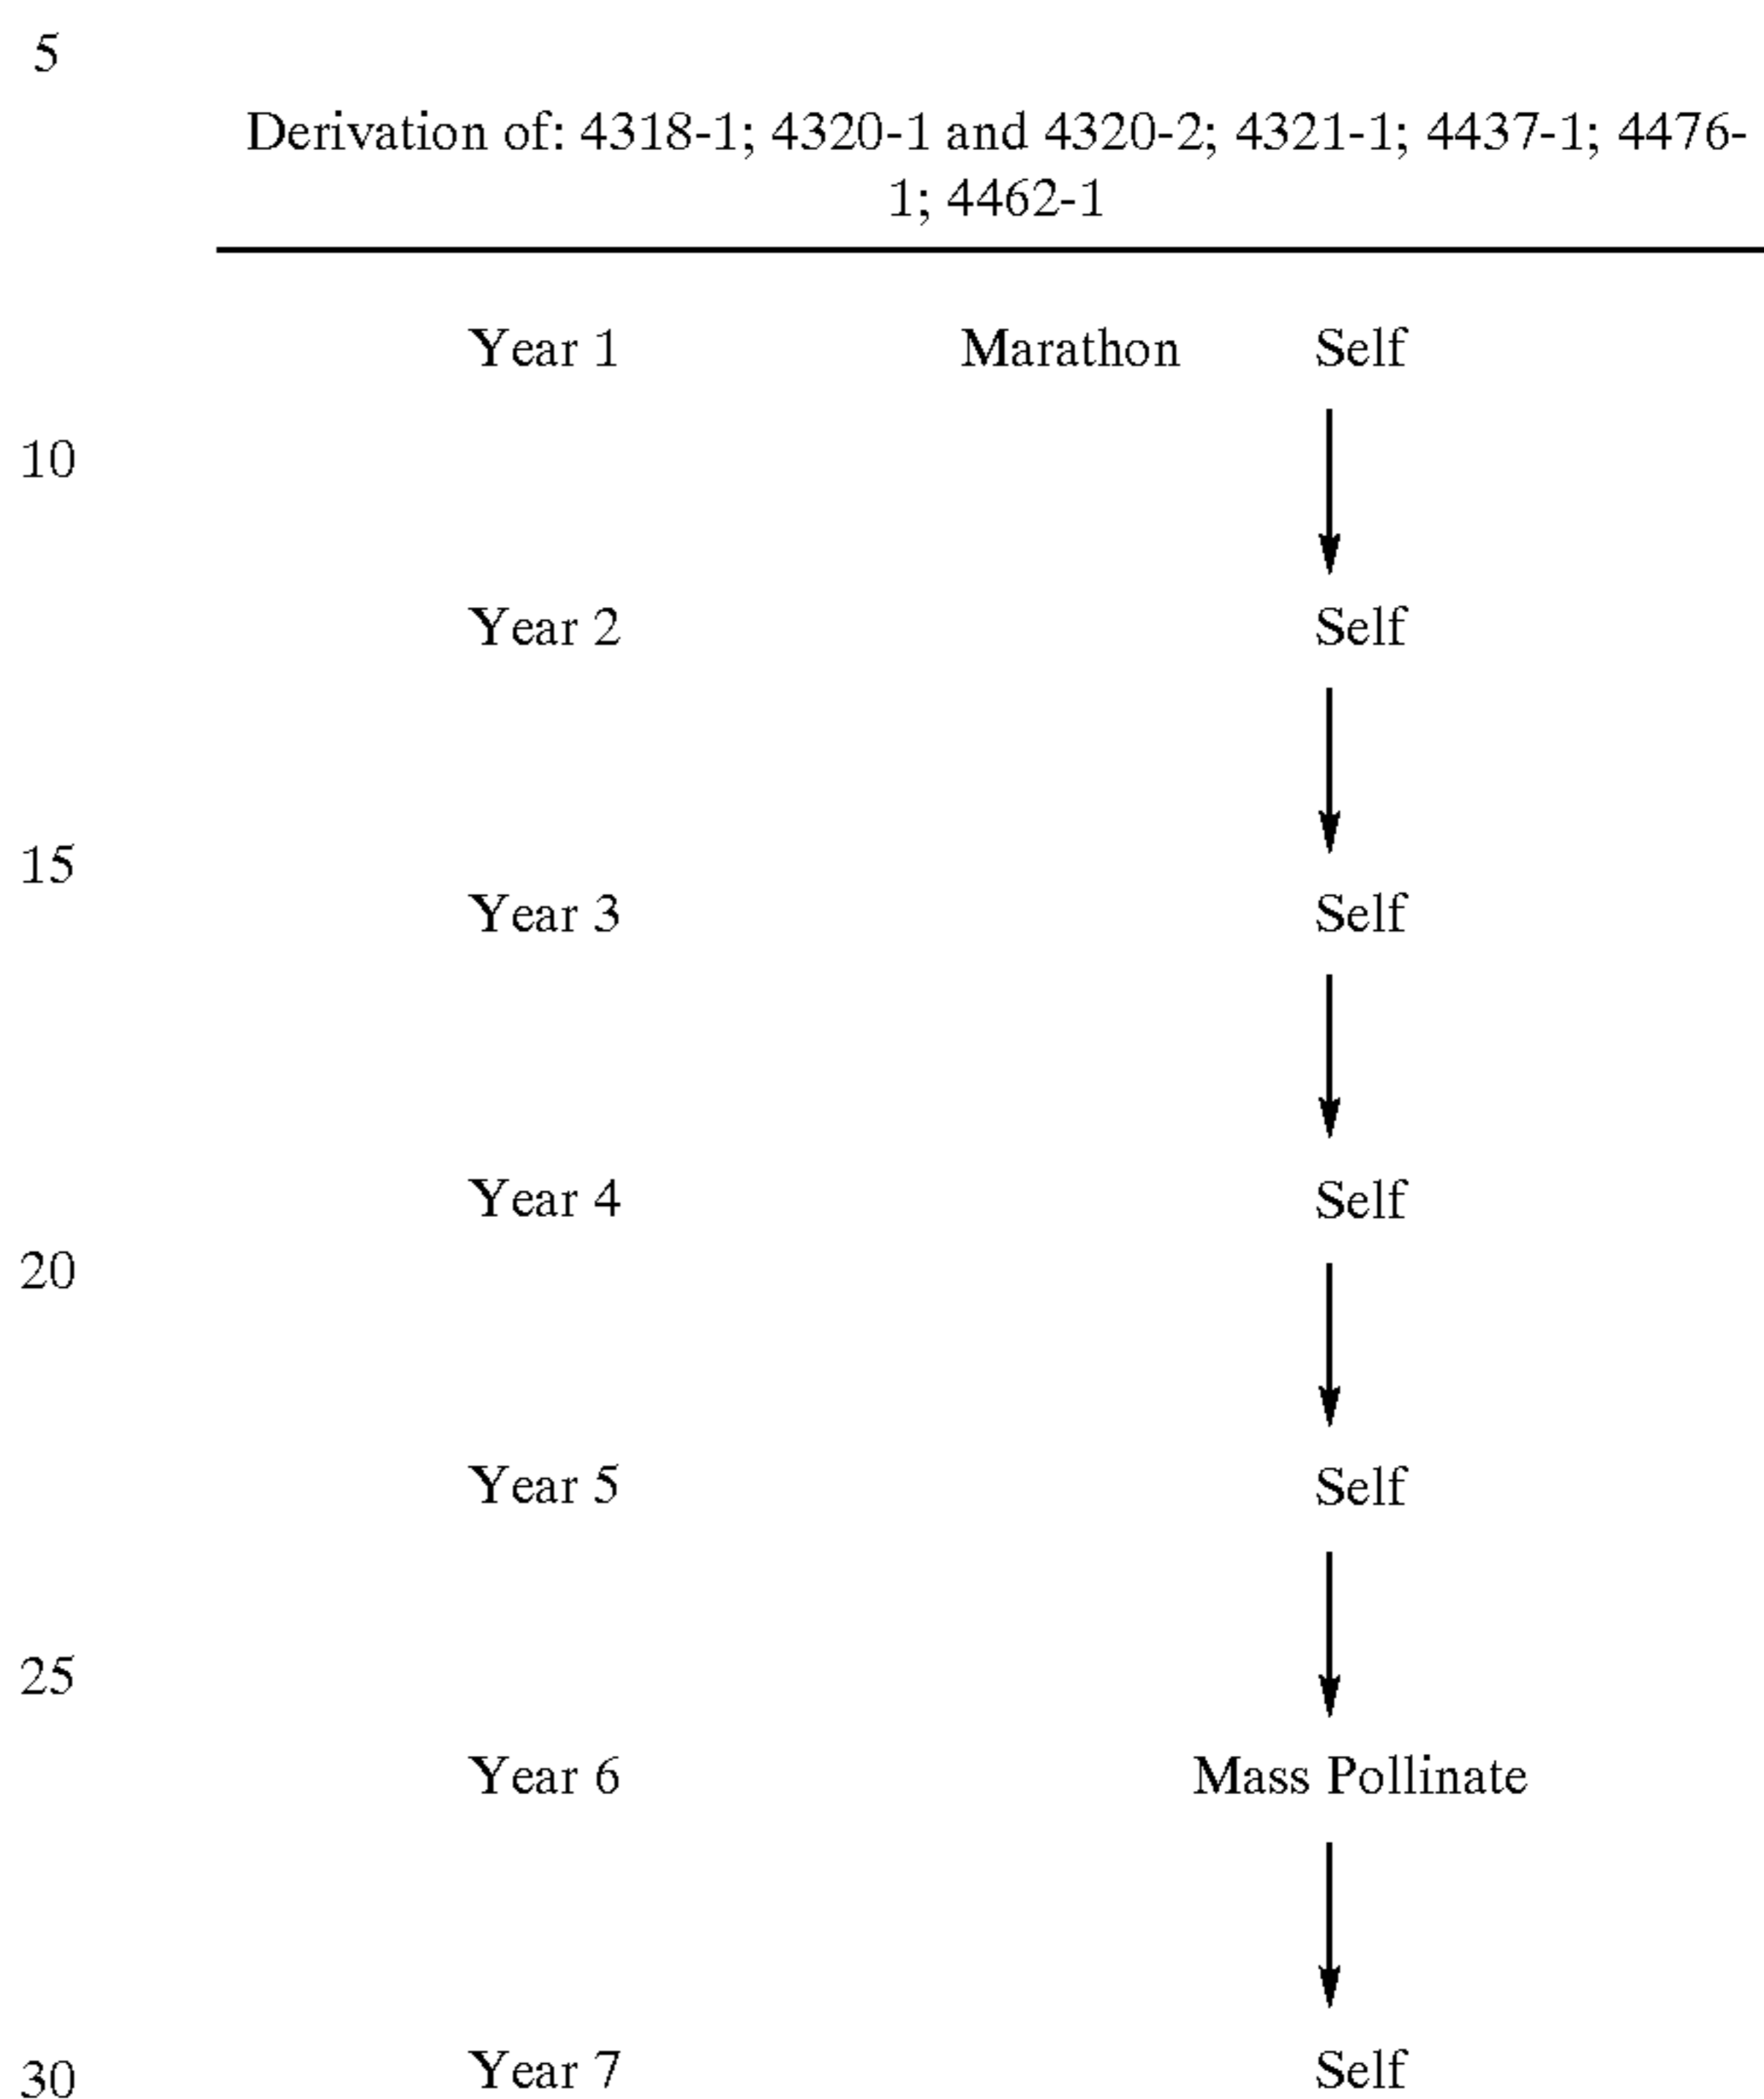 5
Derivation of: 4318-1; 4320-1 and 4320-2; 4321-1; 4437-1; 4476-
1; 4462-1
Year 1 Marathon Self
10
Year 2 Self
15
Year 3 Self
Year 4 Self
20
Year 5 Self
25
Year 6 Mass Pollinate
30 Year 7 Self